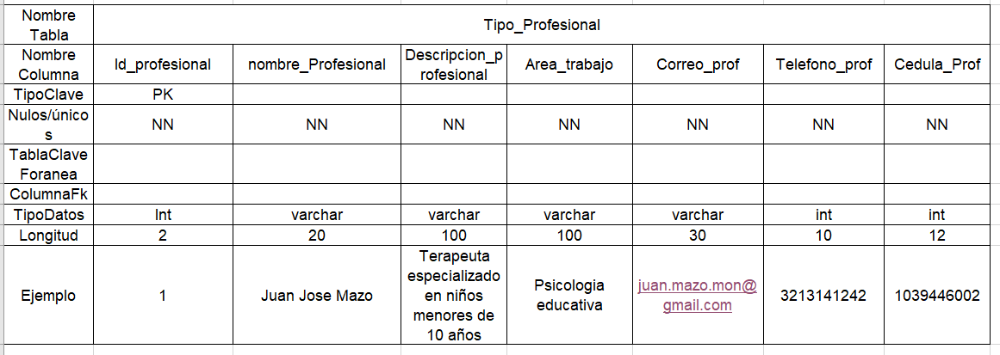 Nombre Tabla Tipo_Profesional
Nombre Columna Id_profesional nombre_Profesional Descripcion_profesional Area_trabajo Correo_prof Telefono_prof Cedula_Prof
TipoClave PK
Nulos/únicos NN NN NN NN NN NN NN
TablaClaveForanea
ColumnaFk
TipoDatos Int varchar varchar varchar varchar int int
Longitud 2 20 100 100 30 10 12
Ejemplo 1 Juan Jose Mazo Terapeuta especializado en niños menores de 10 años Psicologia educativa juan.mazo.mon@gmail.com 3213141242 1039446002